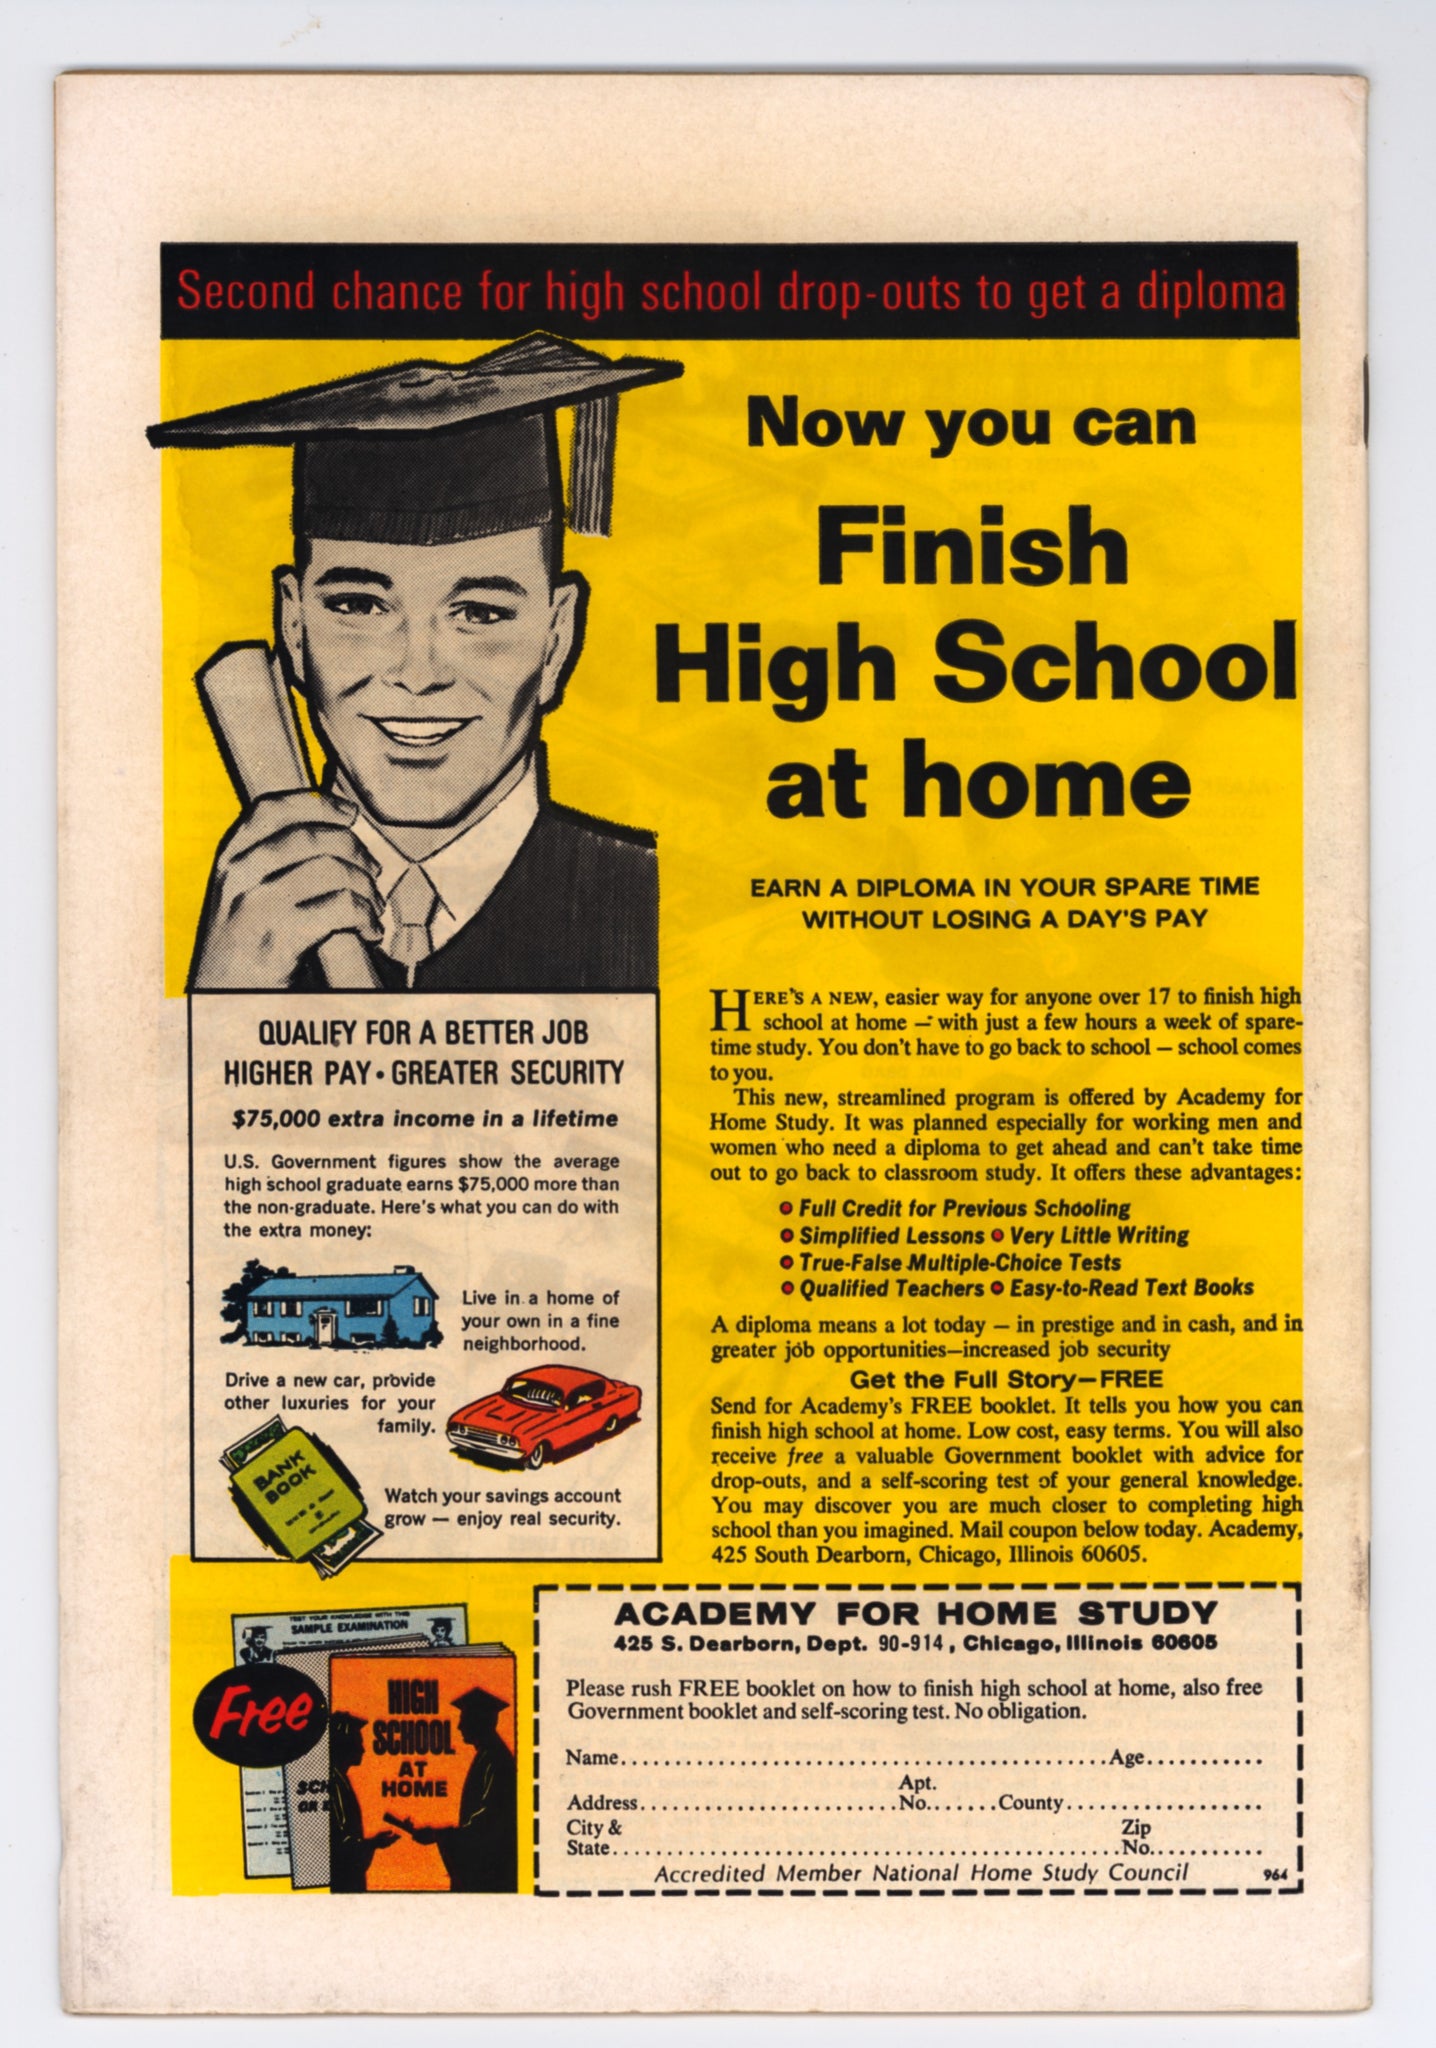 Second chance for high school drop-outs to get a diploma
Now you can
Finish
High School
at home
EARN A DIPLOMA IN YOUR SPARE TIME
WITHOUT LOSING A DAY'S PAY
HERE'S A NEW, easier way for anyone over 17 to finish high
school at home — with just a few hours a week of spare-
time study. You don't have to go back to school — school comes
to you.
This new, streamlined program is offered by Academy for
Home Study. It was planned especially for working men and
women who need a diploma to get ahead and can't take time
out to go back to classroom study. It offers these advantages:
• Full Credit for Previous Schooling
• Simplified Lessons • Very Little Writing
• True-False Multiple-Choice Tests
• Qualified Teachers • Easy-to-Read Text Books
A diploma means a lot today — in prestige and in cash, and in
greater job opportunities—increased job security
Get the Full Story—FREE
Send for Academy's FREE booklet. It tells you how you can
finish high school at home. Low cost, easy terms. You will also
receive free a valuable Government booklet with advice for
drop-outs, and a self-scoring test of your general knowledge.
You may discover you are much closer to completing high
school than you imagined. Mail coupon below today. Academy,
425 South Dearborn, Chicago, Illinois 60605.
QUALIFY FOR A BETTER JOB
HIGHER PAY • GREATER SECURITY
$75,000 extra income in a lifetime
U.S. Government figures show the average
high school graduate earns $75,000 more than
the non-graduate. Here's what you can do with
the extra money:
Live in a home of
your own in a fine
neighborhood.
Drive a new car, provide
other luxuries for your
family.
BANK
BOOK
Watch your savings account
grow — enjoy real security.
TEST YOUR KNOWLEDGE WITH THIS
SAMPLE EXAMINATION
Free
HIGH
SCHOOL
AT
HOME
SCH
OR
ACADEMY FOR HOME STUDY
425 S. Dearborn, Dept. 90-914, Chicago, Illinois 60605
Please rush FREE booklet on how to finish high school at home, also free
Government booklet and self-scoring test. No obligation.
Name Age
Apt.
Address No. County
City & Zip
State No.
Accredited Member National Home Study Council 964